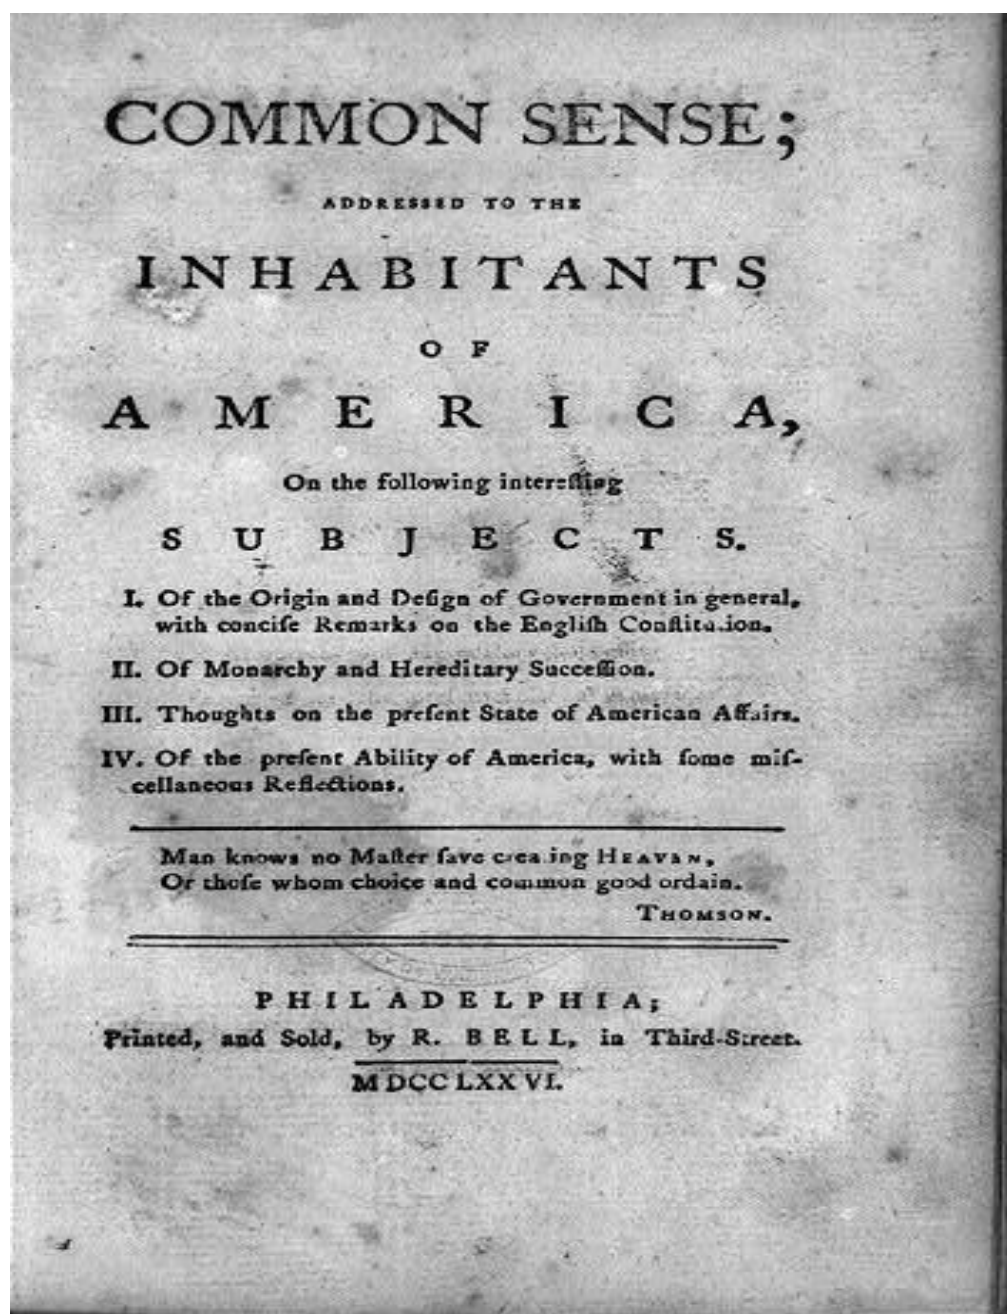 COMMON SENSE;
ADDRESSED TO THE
INHABITANTS
OF
AMERICA,
On the following intereſting
SUBJECTS.
I. Of the Origin and Deſign of Government in general,
with conciſe Remarks on the Engliſh Conſtitution.
II. Of Monarchy and Hereditary Succeſſion.
III. Thoughts on the preſent State of American Affairs.
IV. Of the preſent Ability of America, with ſome miſ-
cellaneous Reflections.
Man knows no Maſter ſave creating HEAVEN,
Or thoſe whom choice and common good ordain.
THOMSON.
PHILADELPHIA;
Printed, and Sold, by R. BELL, in Third-Street.
MDCCLXXVI.